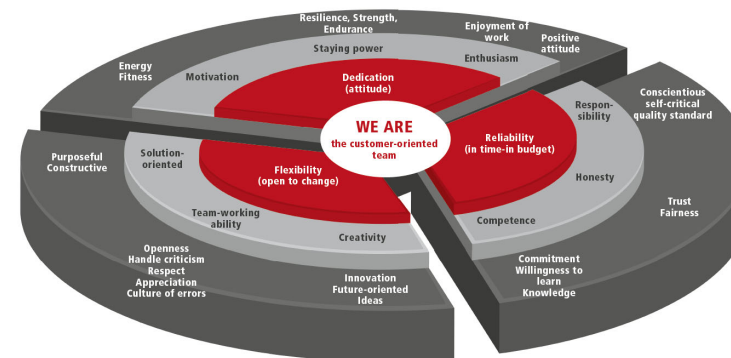 Resilience, Strength,
Endurance
Enjoyment of
work
Positive
attitude
Staying power
Enthusiasm
Energy
Fitness
Motivation
Dedication
(attitude)
WE ARE
the customer-oriented
team
Respon-
sibility
Conscientious
self-critical
quality standard
Reliability
(in time-in budget)
Honesty
Trust
Fairness
Competence
Commitment
Willingness to
learn
Knowledge
Purposeful
Constructive
Solution-
oriented
Flexibility
(open to change)
Team-working
ability
Creativity
Openness
Handle criticism
Respect
Appreciation
Culture of errors
Innovation
Future-oriented
Ideas